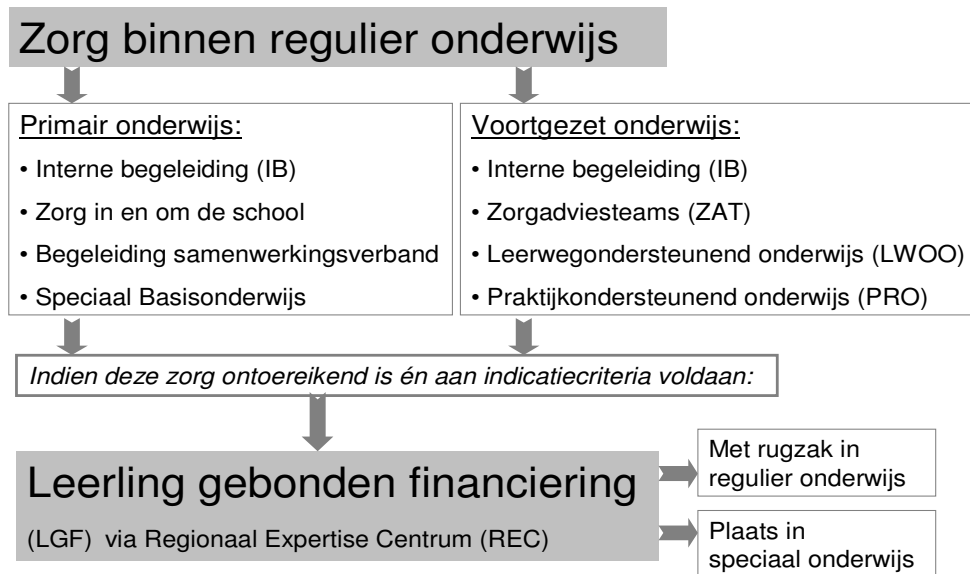 Zorg binnen regulier onderwijs
Primair onderwijs:
• Interne begeleiding (IB)
• Zorg in en om de school
• Begeleiding samenwerkingsverband
• Speciaal Basisonderwijs
Voortgezet onderwijs:
• Interne begeleiding (IB)
• Zorgadviesteams (ZAT)
• Leerwegondersteunend onderwijs (LWOO)
• Praktijkondersteunend onderwijs (PRO)
Indien deze zorg ontoereikend is én aan indicatiecriteria voldaan:
Leerling gebonden financiering
(LGF) via Regionaal Expertise Centrum (REC)
Met rugzak in
regulier onderwijs
Plaats in
speciaal onderwijs